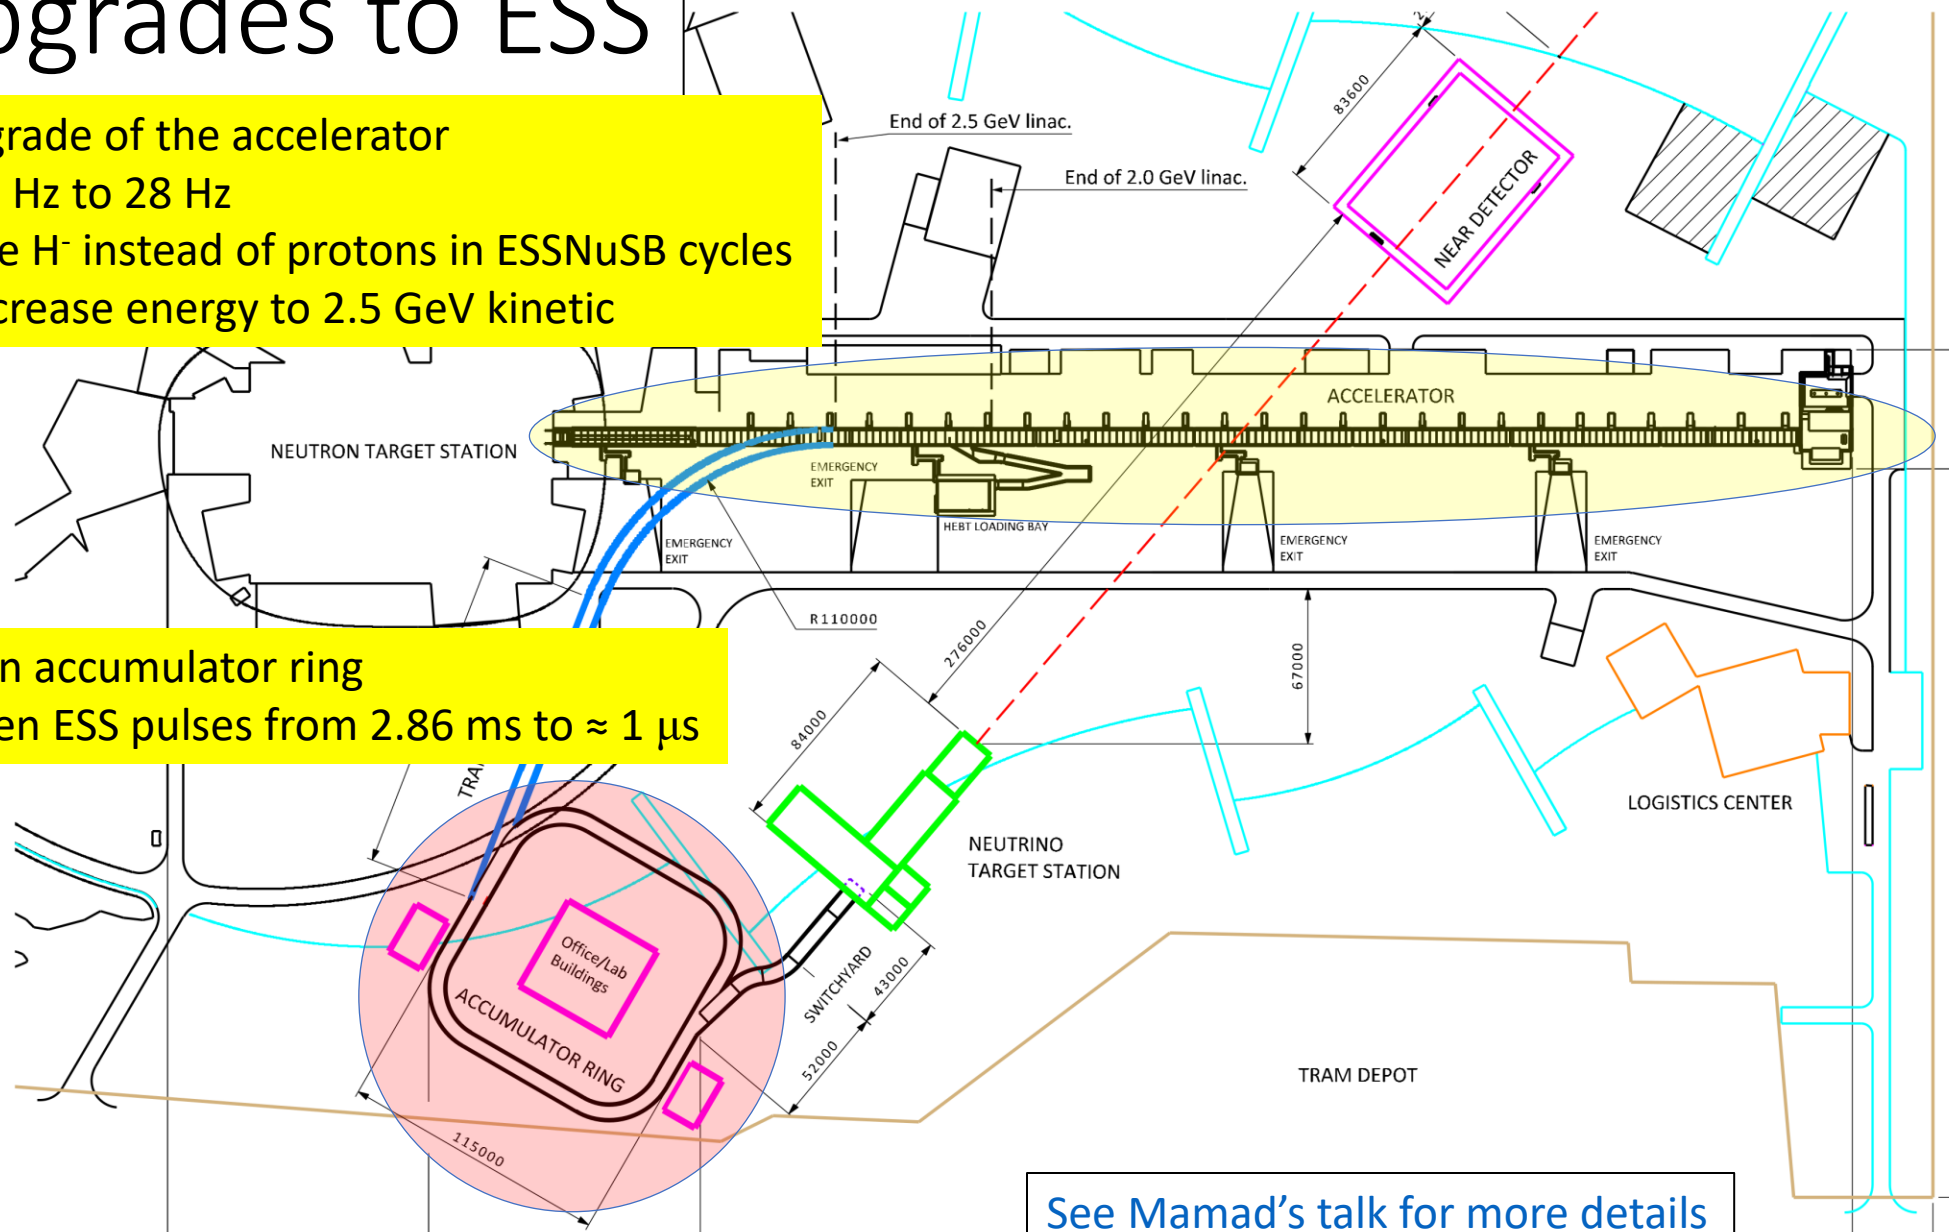 pgrades to ESS
grade of the accelerator
Hz to 28 Hz
e H⁻ instead of protons in ESSNuSB cycles
crease energy to 2.5 GeV kinetic
End of 2.5 GeV linac.
End of 2.0 GeV linac.
83600
NEAR DETECTOR
ACCELERATOR
NEUTRON TARGET STATION
EMERGENCY
EXIT
HEBT LOADING BAY
EMERGENCY
EXIT
EMERGENCY
EXIT
EMERGENCY
EXIT
R110000
276000
67000
n accumulator ring
en ESS pulses from 2.86 ms to ≈ 1 μs
84000
TRA
LOGISTICS CENTER
NEUTRINO
TARGET STATION
Office/Lab
Buildings
SWITCHYARD
43000
ACCUMULATOR RING
52000
TRAM DEPOT
115000
See Mamad's talk for more details